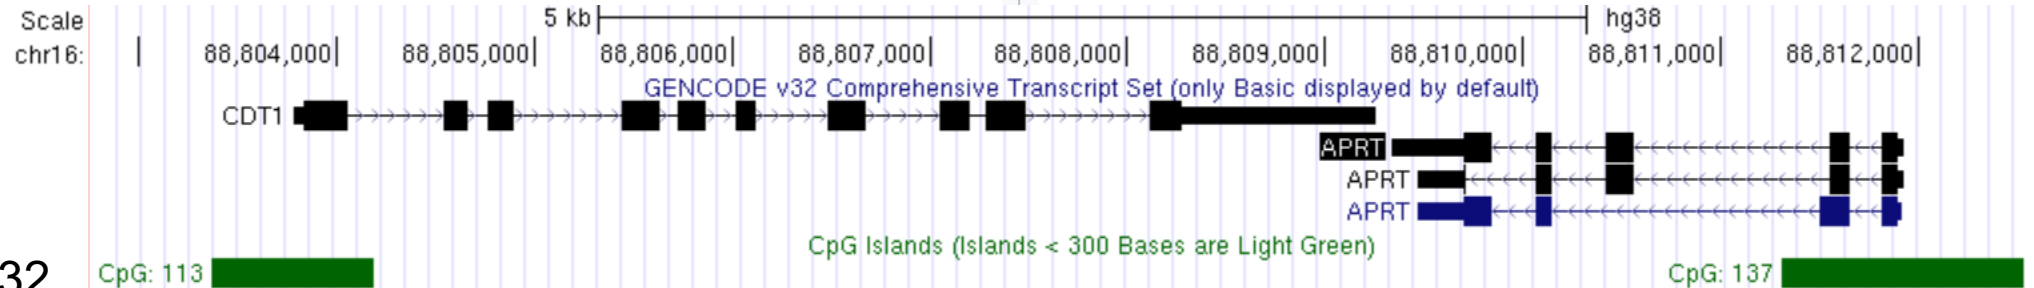 Scale 5 kb hg38
chr16: 88,804,000 88,805,000 88,806,000 88,807,000 88,808,000 88,809,000 88,810,000 88,811,000 88,812,000
GENCODE v32 Comprehensive Transcript Set (only Basic displayed by default)
CDT1
APRT
APRT
APRT
CpG Islands (Islands < 300 Bases are Light Green)
32 CpG: 113 CpG: 137